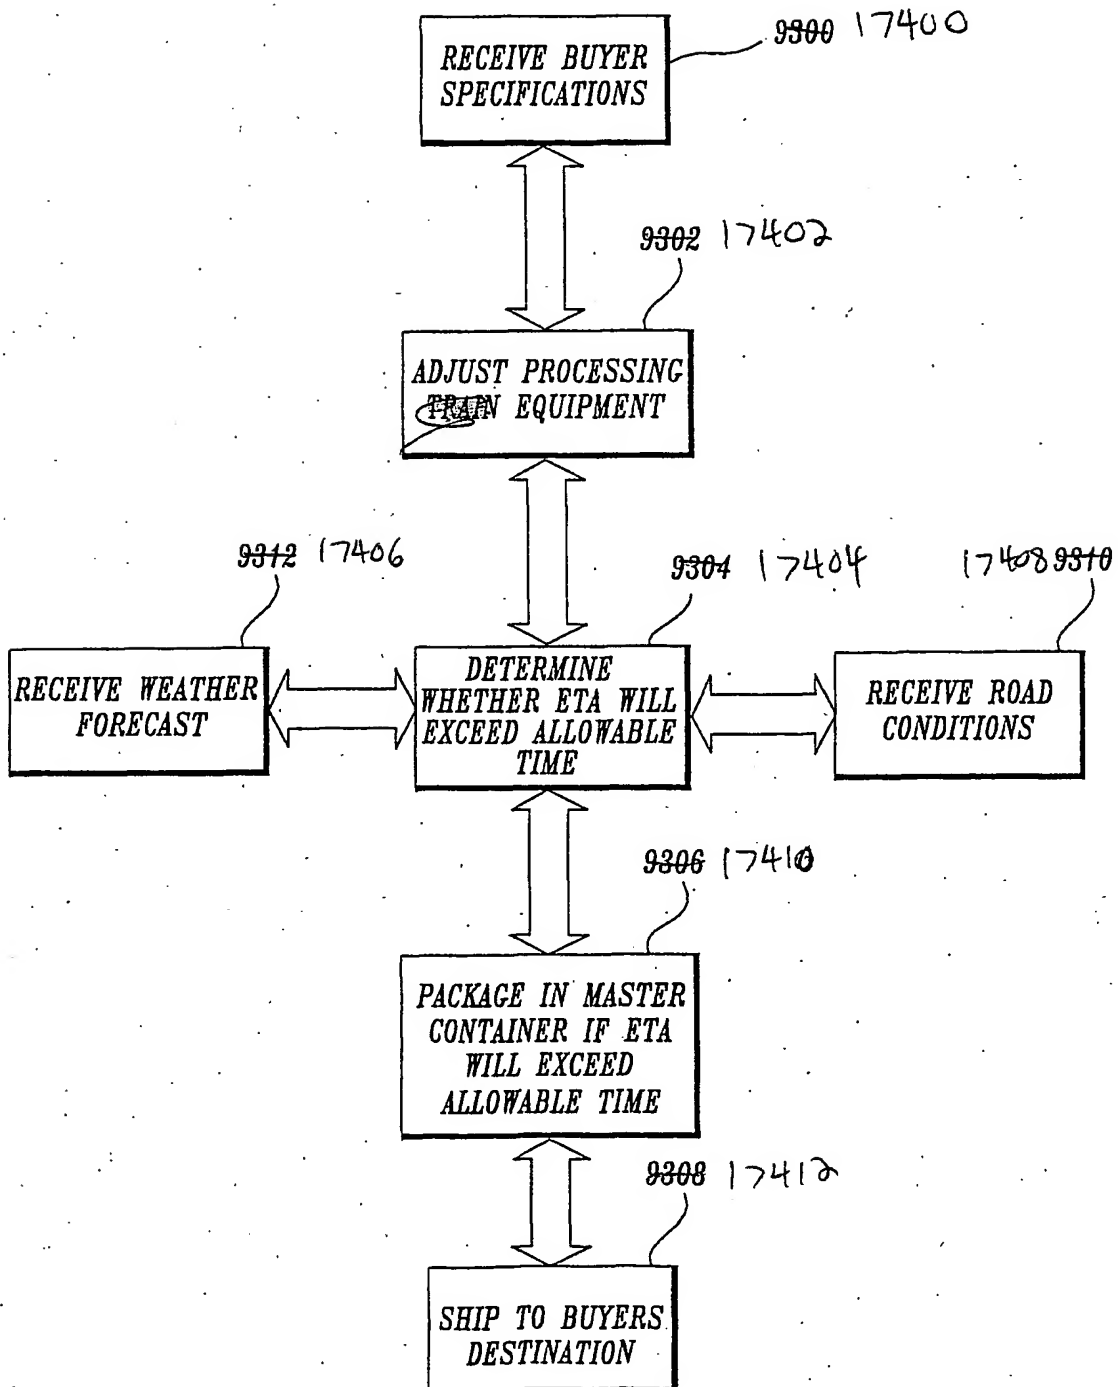 9300 17400
RECEIVE BUYER
SPECIFICATIONS
9302 17402
ADJUST PROCESSING
TRAIN EQUIPMENT
9312 17406
9304 17404
17408 9310
RECEIVE WEATHER
FORECAST
DETERMINE
WHETHER ETA WILL
EXCEED ALLOWABLE
TIME
RECEIVE ROAD
CONDITIONS
9306 17410
PACKAGE IN MASTER
CONTAINER IF ETA
WILL EXCEED
ALLOWABLE TIME
9308 17412
SHIP TO BUYERS
DESTINATION